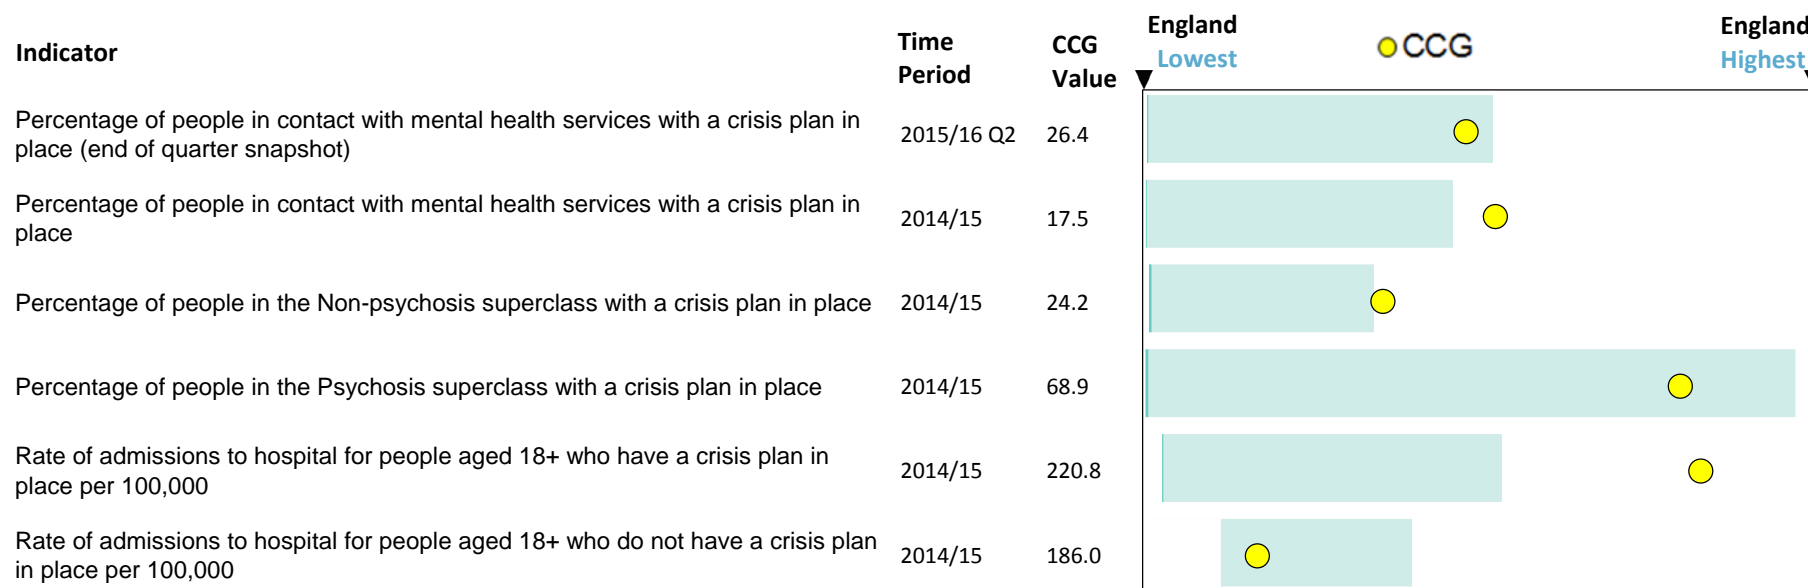 Indicator
Time Period
CCG Value
England Lowest
CCG
England Highest
Percentage of people in contact with mental health services with a crisis plan in
place (end of quarter snapshot)
2015/16 Q2
26.4
Percentage of people in contact with mental health services with a crisis plan in
place
2014/15
17.5
Percentage of people in the Non-psychosis superclass with a crisis plan in place
2014/15
24.2
Percentage of people in the Psychosis superclass with a crisis plan in place
2014/15
68.9
Rate of admissions to hospital for people aged 18+ who have a crisis plan in
place per 100,000
2014/15
220.8
Rate of admissions to hospital for people aged 18+ who do not have a crisis plan
in place per 100,000
2014/15
186.0